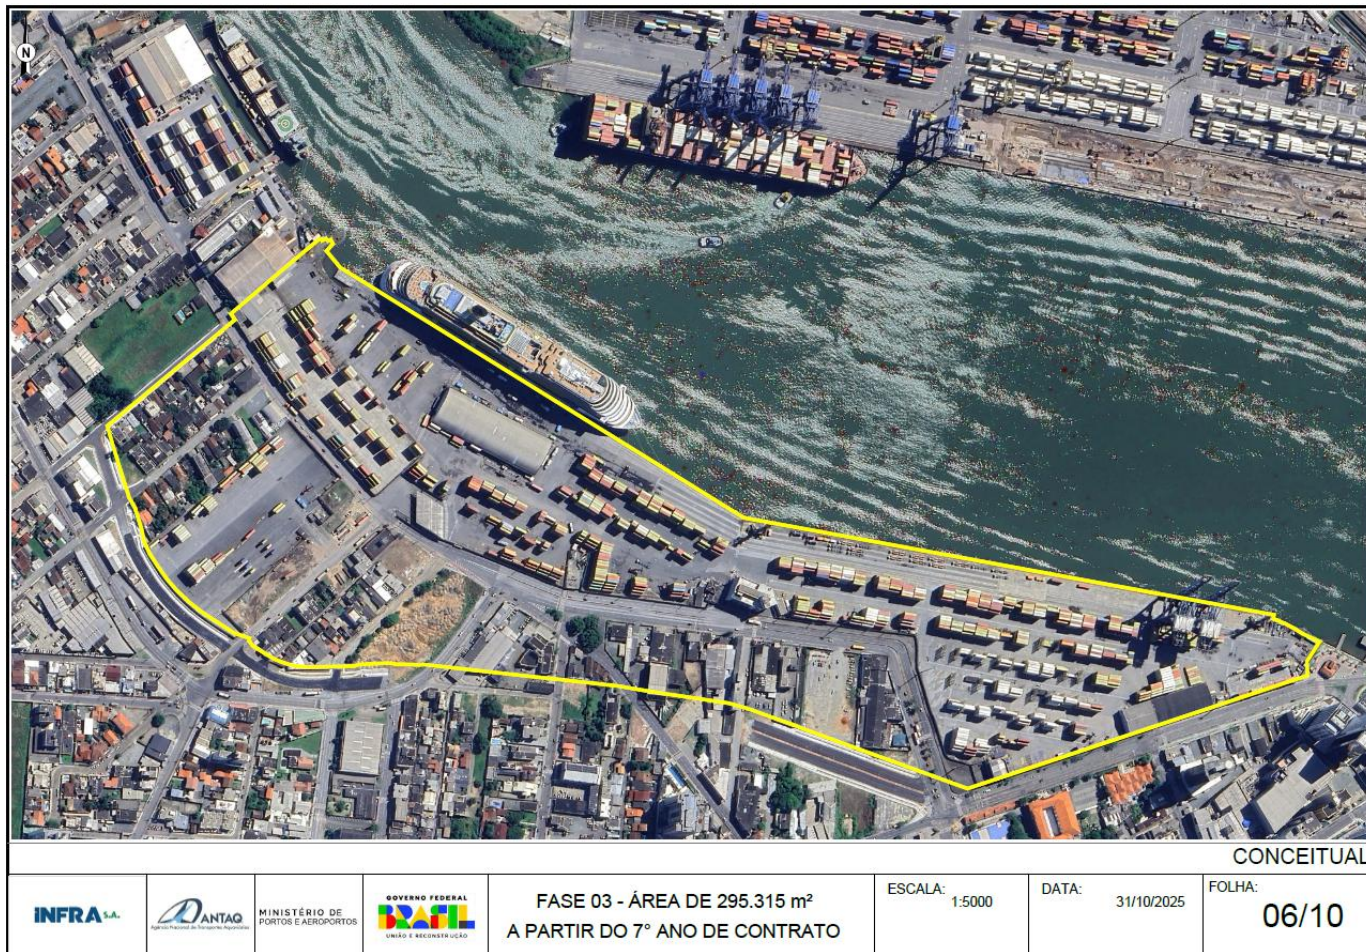 N
CONCEITUAL
INFRA S.A.
ANTAQ
Agência Nacional de Transportes Aquaviários
MINISTÉRIO DE
PORTOS E AEROPORTOS
GOVERNO FEDERAL
BRASIL
UNIÃO E RECONSTRUÇÃO
FASE 03 - ÁREA DE 295.315 m²
A PARTIR DO 7° ANO DE CONTRATO
ESCALA:
1:5000
DATA:
31/10/2025
FOLHA:
06/10